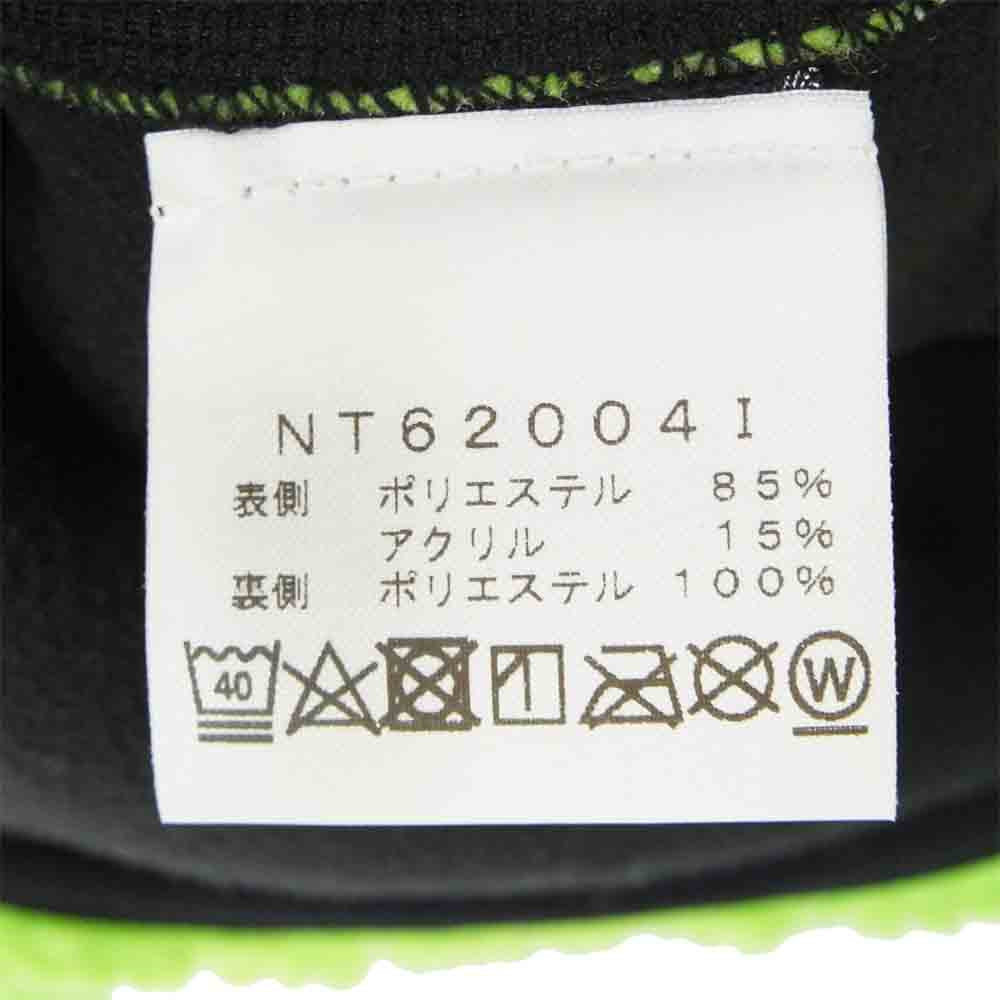 NT62004I
表側 ポリエステル 85%
アクリル 15%
裏側 ポリエステル 100%
40 W